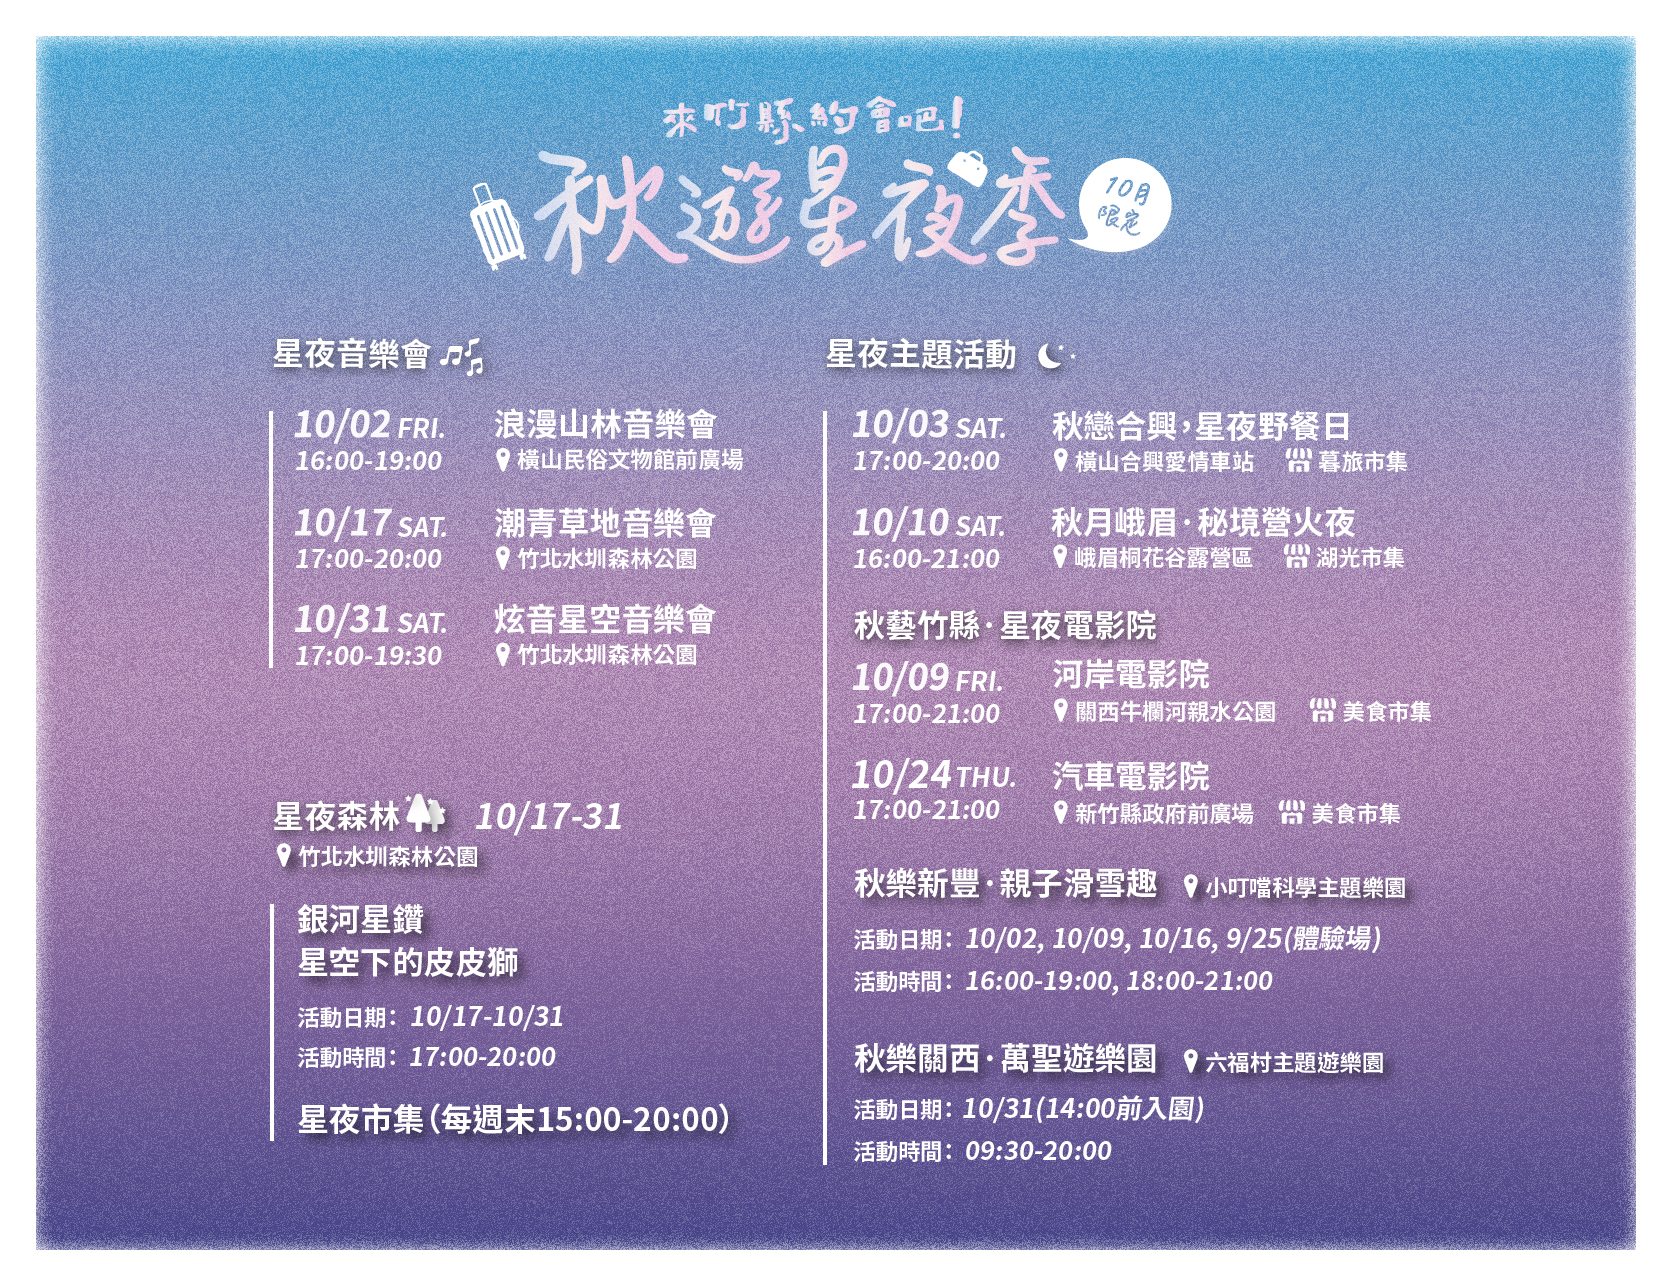 來竹縣約會吧!
秋遊星夜季
10月
限定
星夜音樂會
10/02 FRI. 浪漫山林音樂會
16:00-19:00 橫山民俗文物館前廣場
10/17 SAT. 潮青草地音樂會
17:00-20:00 竹北水圳森林公園
10/31 SAT. 炫音星空音樂會
17:00-19:30 竹北水圳森林公園
星夜森林 10/17-31
竹北水圳森林公園
銀河星鑽
星空下的皮皮獅
活動日期：10/17-10/31
活動時間：17:00-20:00
星夜市集（每週末15:00-20:00）
星夜主題活動
10/03 SAT. 秋戀合興，星夜野餐日
17:00-20:00 橫山合興愛情車站 暮旅市集
10/10 SAT. 秋月峨眉·秘境營火夜
16:00-21:00 峨眉桐花谷露營區 湖光市集
秋藝竹縣·星夜電影院
10/09 FRI. 河岸電影院
17:00-21:00 關西牛欄河親水公園 美食市集
10/24 THU. 汽車電影院
17:00-21:00 新竹縣政府前廣場 美食市集
秋樂新豐·親子滑雪趣 小叮噹科學主題樂園
活動日期：10/02, 10/09, 10/16, 9/25(體驗場)
活動時間：16:00-19:00, 18:00-21:00
秋樂關西·萬聖遊樂園 六福村主題遊樂園
活動日期：10/31(14:00前入園)
活動時間：09:30-20:00